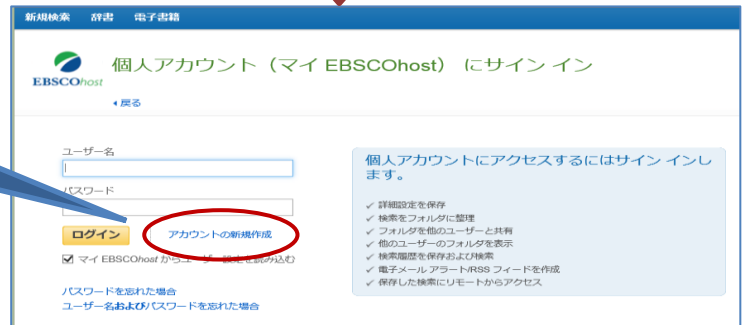 新規検索 辞書 電子書籍
EBSCOhost
個人アカウント（マイ EBSCOhost） にサイン イン
戻る
ユーザー名
パスワード
ログイン
アカウントの新規作成
マイ EBSCOhost からユーザー設定を読み込む
パスワードを忘れた場合
ユーザー名およびパスワードを忘れた場合
個人アカウントにアクセスするにはサイン インし
ます。
詳細設定を保存
検索をフォルダに整理
フォルダを他のユーザーと共有
他のユーザーのフォルダを表示
検索履歴を保存および検索
電子メール アラート/RSS フィードを作成
保存した検索にリモートからアクセス